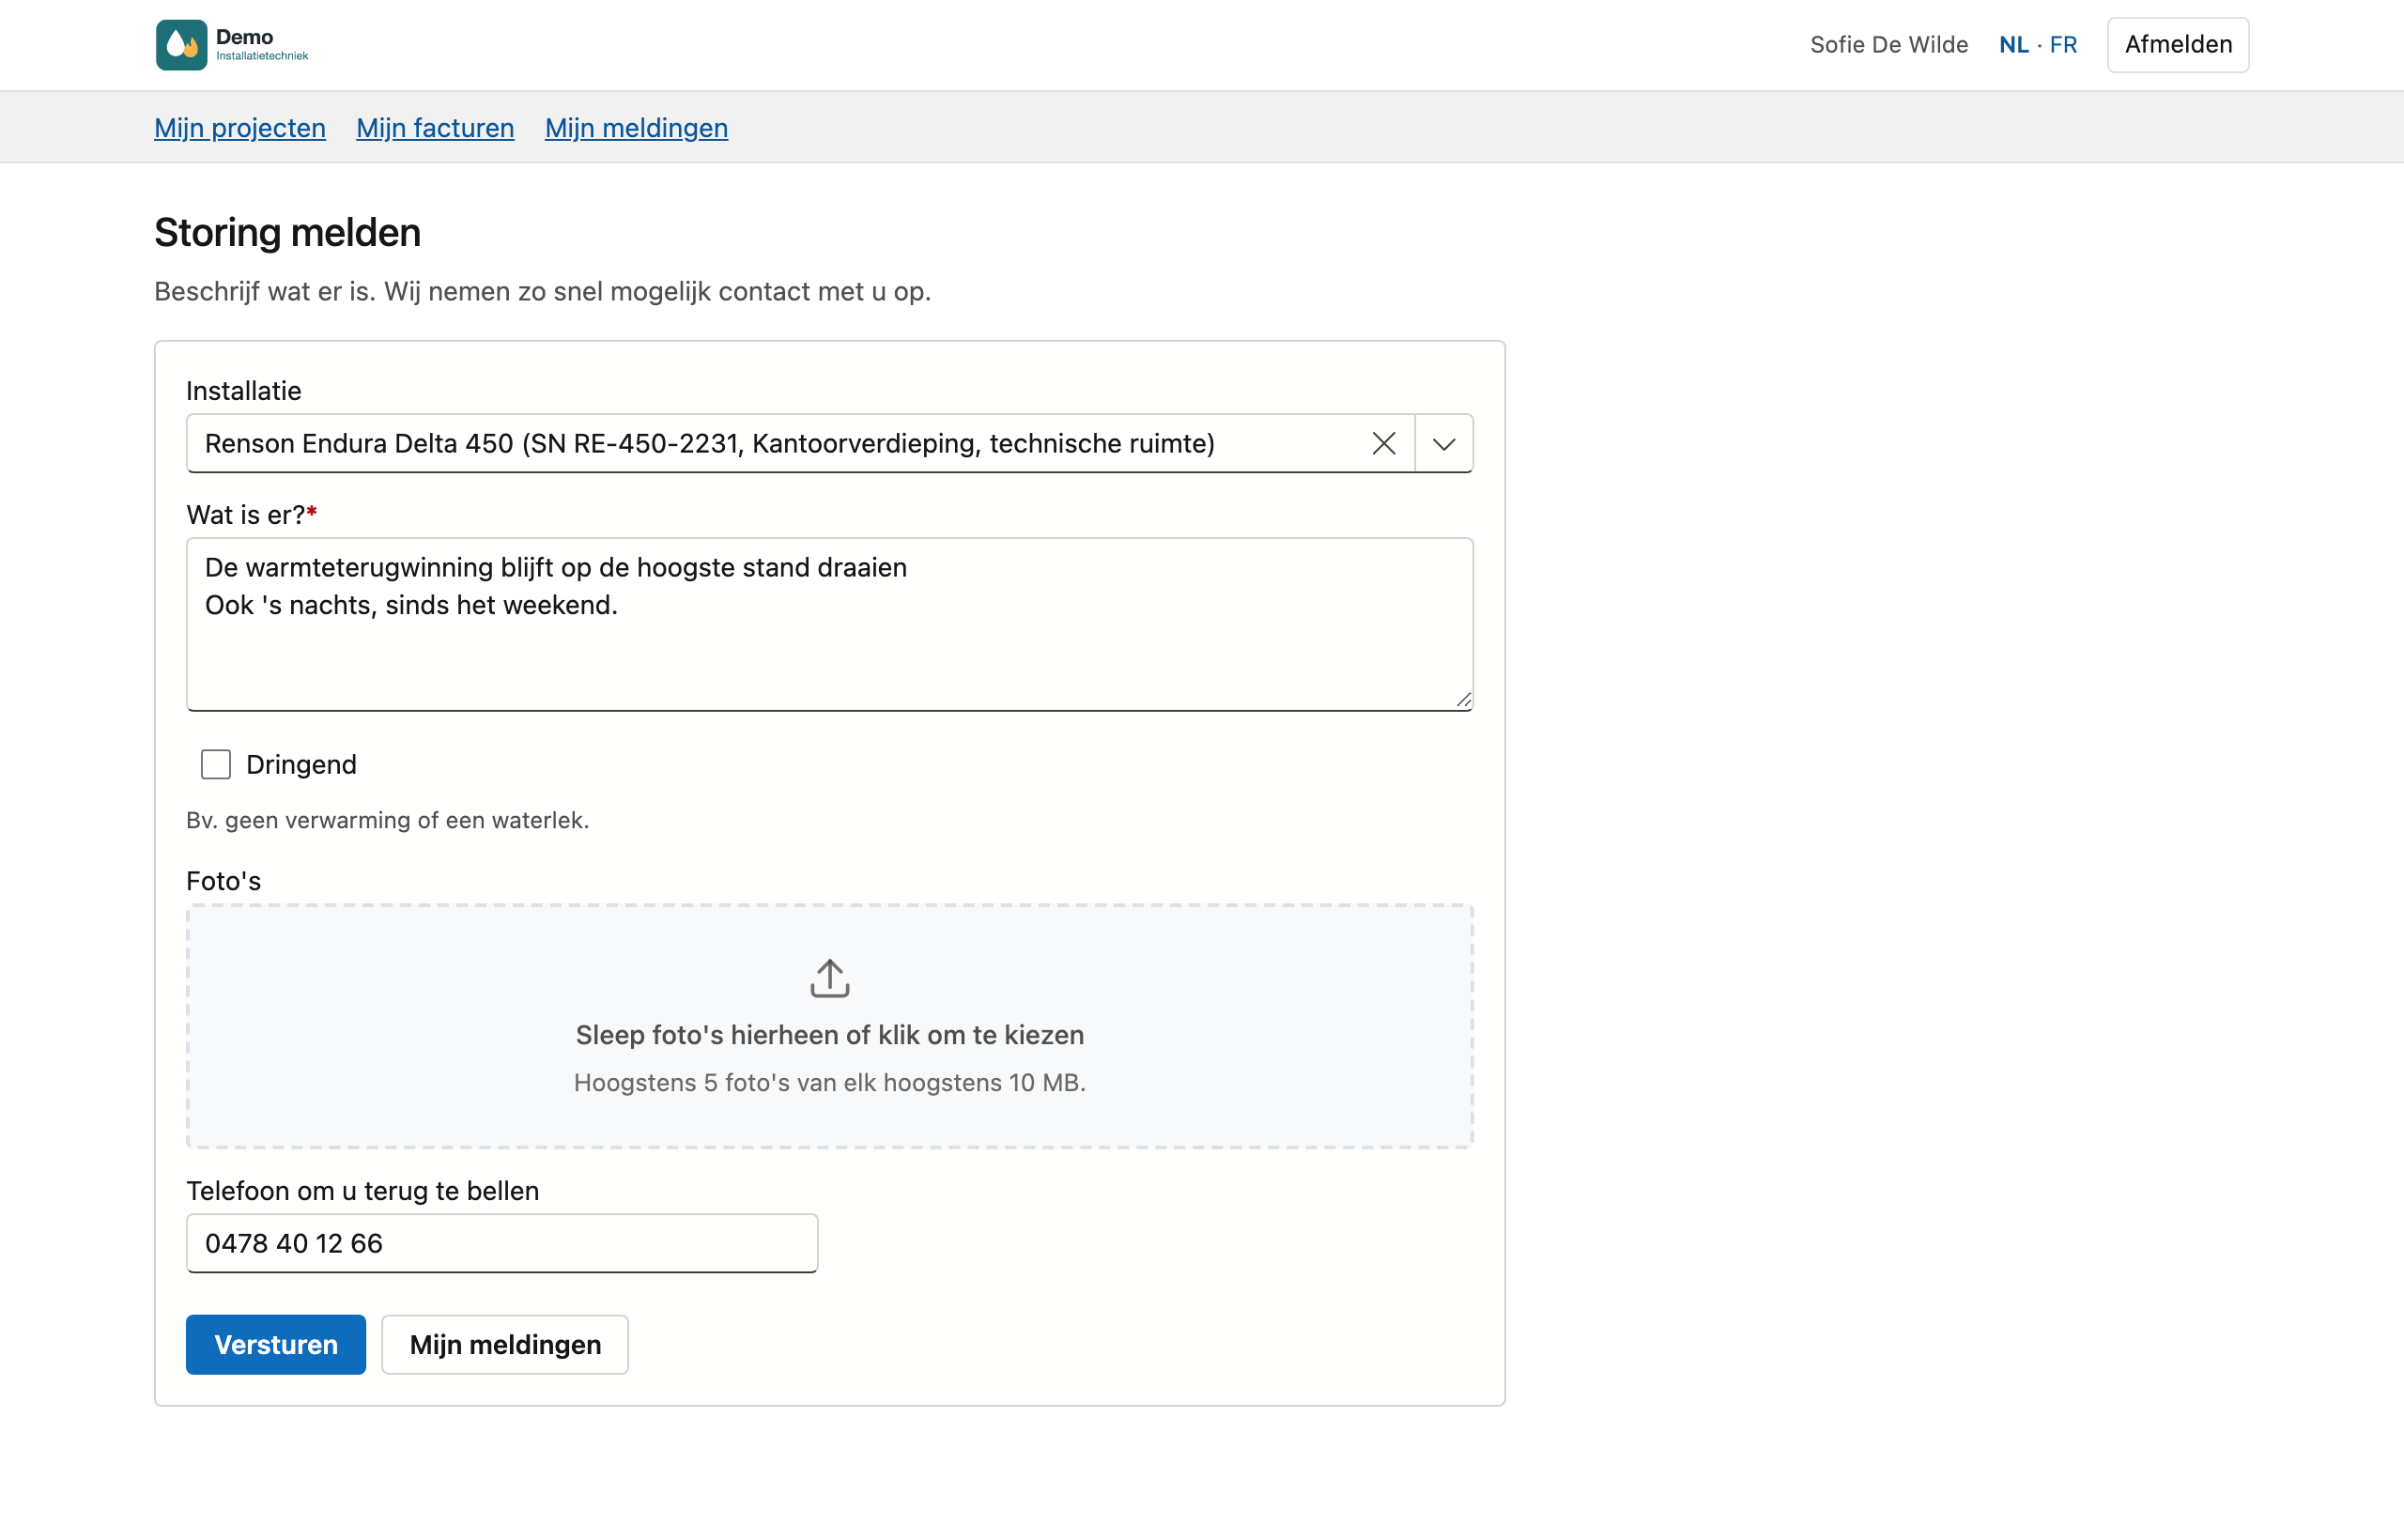 Demo
Installatietechniek
Sofie De Wilde
NL · FR
Afmelden
Mijn projecten
Mijn facturen
Mijn meldingen
Storing melden
Beschrijf wat er is. Wij nemen zo snel mogelijk contact met u op.
Installatie
Renson Endura Delta 450 (SN RE-450-2231, Kantoorverdieping, technische ruimte)
Wat is er?*
De warmteterugwinning blijft op de hoogste stand draaien
Ook 's nachts, sinds het weekend.
Dringend
Bv. geen verwarming of een waterlek.
Foto's
Sleep foto's hierheen of klik om te kiezen
Hoogstens 5 foto's van elk hoogstens 10 MB.
Telefoon om u terug te bellen
0478 40 12 66
Versturen
Mijn meldingen